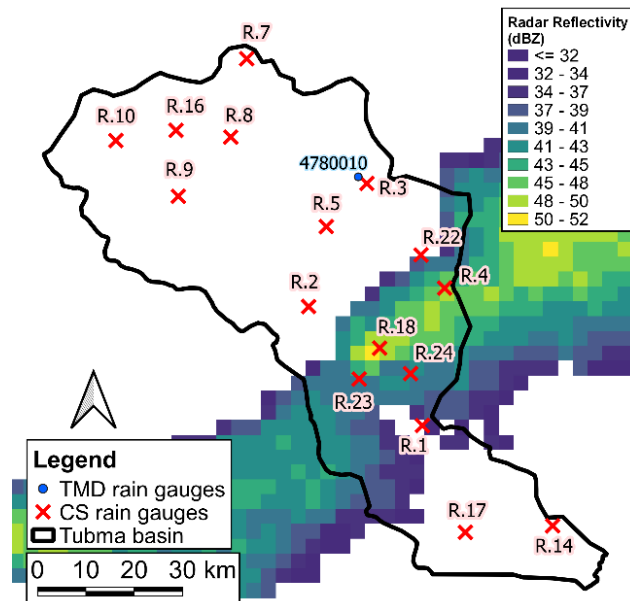 R.7
Radar Reflectivity
(dBZ)
<= 32
32 - 34
34 - 37
37 - 39
39 - 41
41 - 43
43 - 45
45 - 48
48 - 50
50 - 52
R.10
R.16
R.8
4780010
R.3
R.9
R.5
R.22
R.4
R.2
R.18
R.24
R.23
R.1
R.17
R.14
Legend
TMD rain gauges
CS rain gauges
Tubma basin
0 10 20 30 km